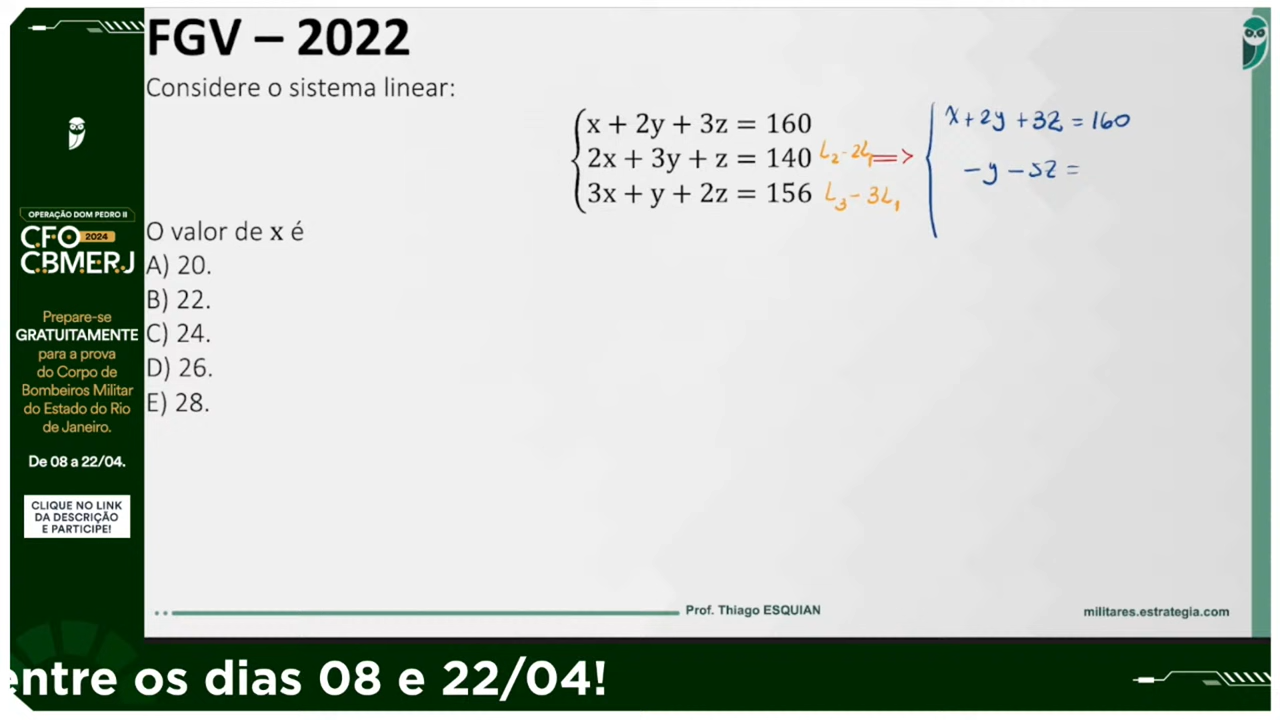 FGV – 2022
Considere o sistema linear:
x + 2y + 3z = 160
2x + 3y + z = 140 L₂ - 2L₁ =>
3x + y + 2z = 156 L₃ - 3L₁
x + 2y + 3z = 160
-y - 5z =
O valor de x é
A) 20.
B) 22.
C) 24.
D) 26.
E) 28.
OPERAÇÃO DOM PEDRO II
CFO 2024
CBMERJ
Prepare-se
GRATUITAMENTE
para a prova
do Corpo de
Bombeiros Militar
do Estado do Rio
de Janeiro.
De 08 a 22/04.
CLIQUE NO LINK
DA DESCRIÇÃO
E PARTICIPE!
Prof. Thiago ESQUIAN
militares.estrategia.com
entre os dias 08 e 22/04!